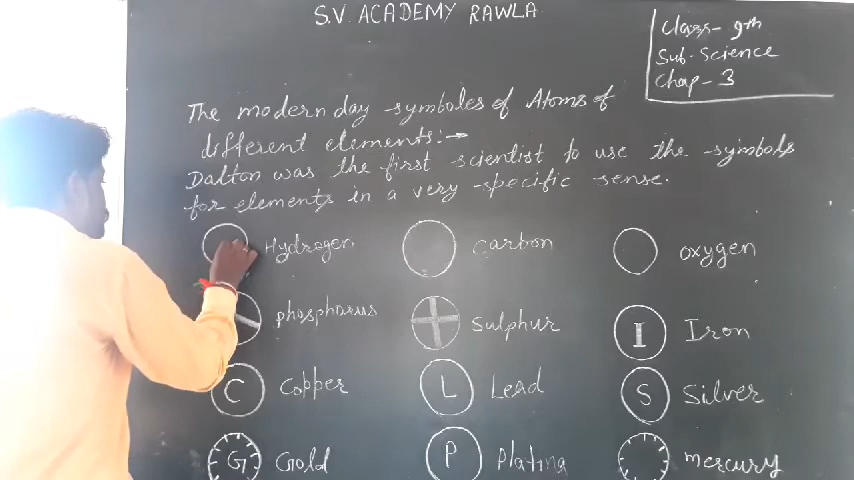 S.V. ACADEMY RAWLA
Class- 9th
Sub- Science
Chap- 3
The modern day symboles of Atoms of
different elements:-
Dalton was the first scientist to use the symbols
for elements in a very specific sense.
Hydrogen Carbon Oxygen
phosphorus Sulphur I Iron
C Copper L Lead S Silver
G Gold P Platina mercury